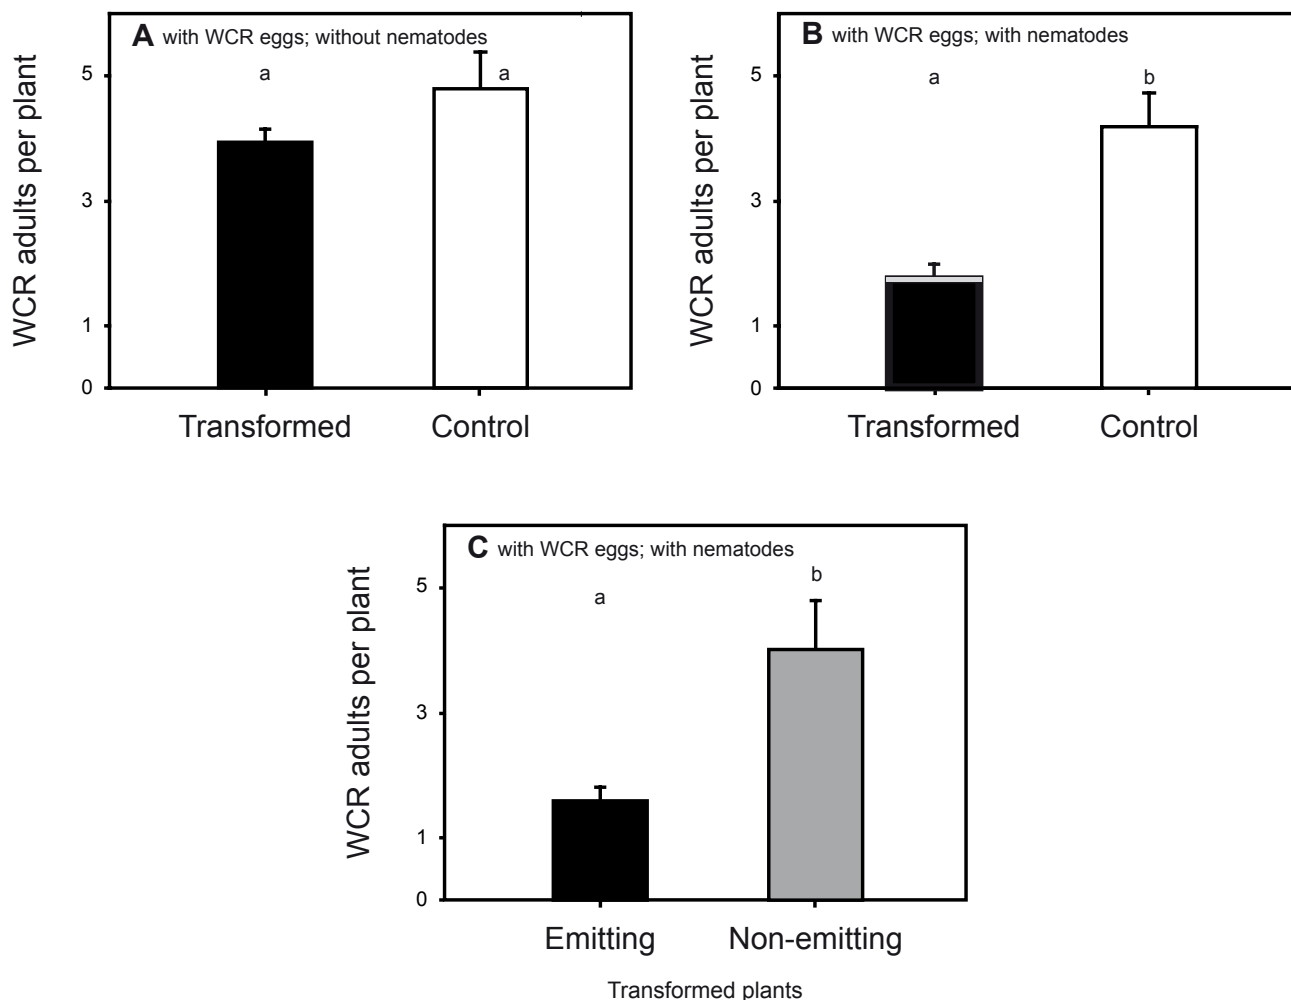 A with WCR eggs; without nematodes
a
a
WCR adults per plant
5
3
1
0
Transformed
Control
B with WCR eggs; with nematodes
a
b
WCR adults per plant
5
3
1
0
Transformed
Control
C with WCR eggs; with nematodes
a
b
WCR adults per plant
5
3
1
0
Emitting
Non-emitting
Transformed plants